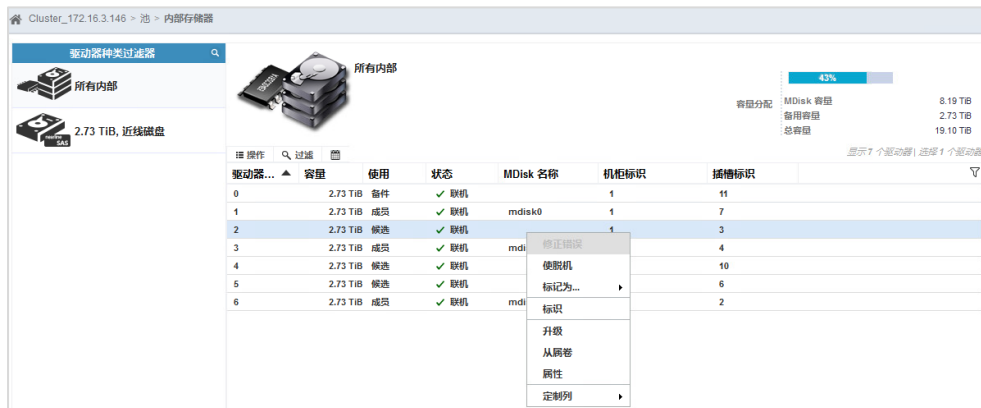 Cluster_172.16.3.146 > 池 > 内部存储器
驱动器种类过滤器
所有内部
2.73 TiB, 近线磁盘
所有内部
43%
容量分配
MDisk 容量 8.19 TiB
备用容量 2.73 TiB
总容量 19.10 TiB
显示 7 个驱动器 | 选择 1 个驱动器
操作 过滤
驱动器... 容量 使用 状态 MDisk 名称 机柜标识 插槽标识
0 2.73 TiB 备件 联机 1 11
1 2.73 TiB 成员 联机 mdisk0 1 7
2 2.73 TiB 候选 联机 1 3
3 2.73 TiB 成员 联机 mdi 4
4 2.73 TiB 候选 联机 10
5 2.73 TiB 候选 联机 6
6 2.73 TiB 成员 联机 mdi 2
修正错误
使脱机
标记为...
标识
升级
从属卷
属性
定制列